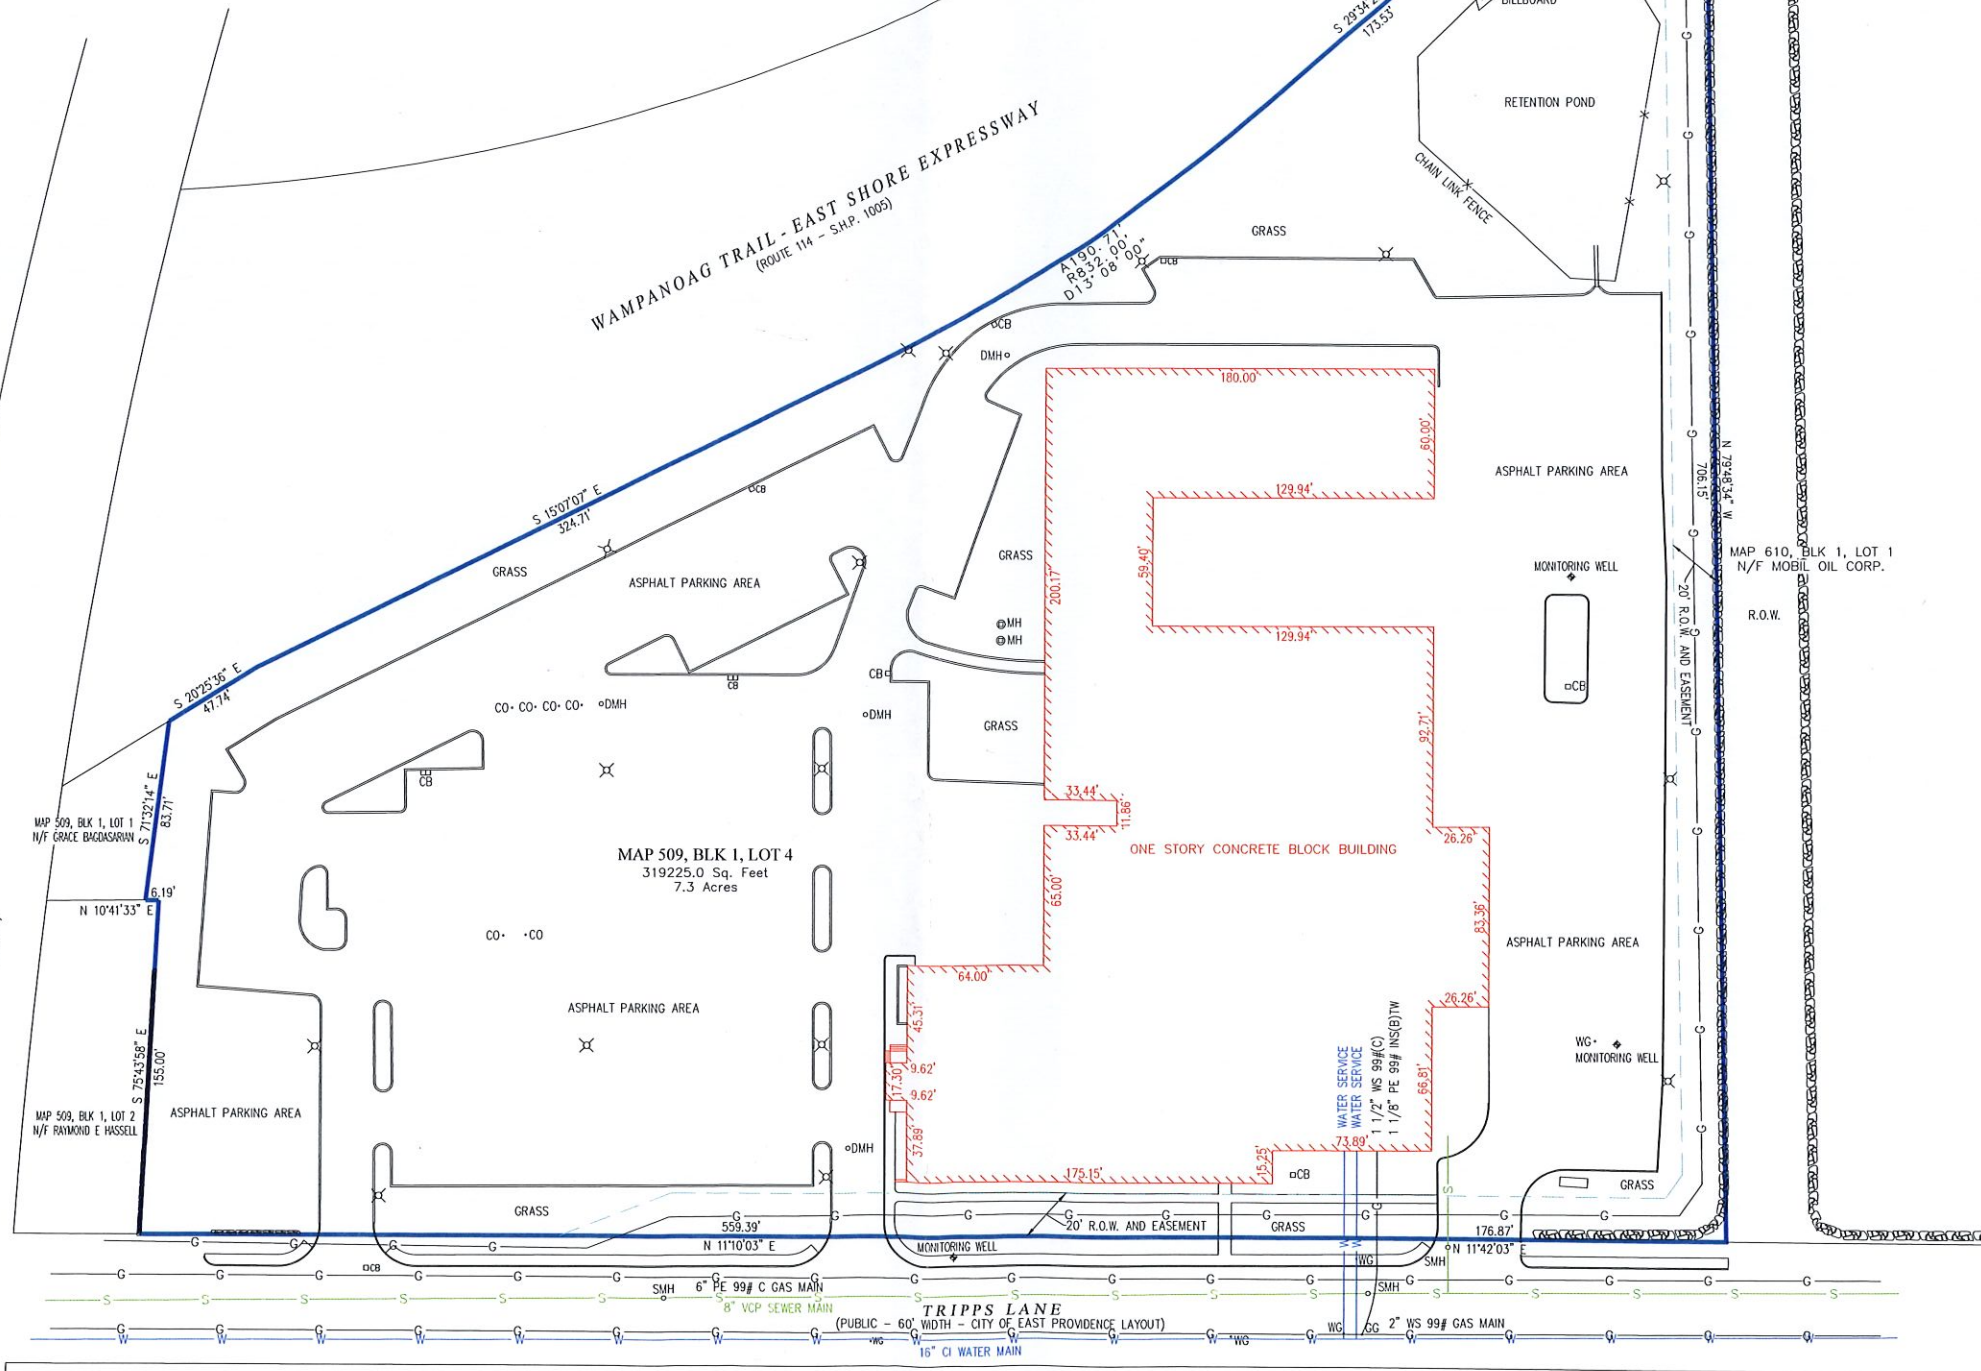 BILLBOARD
173.53'
RETENTION POND
CHAIN LINK FENCE
WAMPANOAG TRAIL - EAST SHORE EXPRESSWAY
(ROUTE 114 - S.H.P. 1005)
A190.71'
R832.00'
D13°08'00"
GRASS
CB
CB
DMH
180.00'
60.00'
ASPHALT PARKING AREA
N 79°48'34" W
706.15'
129.94'
CB
S 15°07'07" E
324.71'
59.40'
GRASS
GRASS
ASPHALT PARKING AREA
200.17'
MONITORING WELL
MAP 610, BLK 1, LOT 1
N/F MOBIL OIL CORP.
R.O.W.
20' R.O.W. AND EASEMENT
MH
MH
129.94'
S 20°25'36" E
47.74'
CB
CB
CB
CO CO CO CO DMH
DMH
GRASS
92.71'
CB
S 71°32'14" E
83.71'
MAP 509, BLK 1, LOT 1
N/F GRACE BAGDASARIAN
33.44'
11.86'
33.44'
26.26'
MAP 509, BLK 1, LOT 4
319225.0 Sq. Feet
7.3 Acres
ONE STORY CONCRETE BLOCK BUILDING
6.19'
N 10°41'33" E
65.00'
83.36'
CO CO
ASPHALT PARKING AREA
64.00'
26.26'
ASPHALT PARKING AREA
45.31'
S 75°43'58" E
155.00'
WG
MONITORING WELL
9.62'
17.30'
9.62'
WATER SERVICE
WATER SERVICE
1 1/2" WS 99#(C)
1 1/8" PE 99# INS(B)TW
66.81'
MAP 509, BLK 1, LOT 2
N/F RAYMOND E HASSELL
ASPHALT PARKING AREA
DMH
37.89'
73.89'
175.15'
15.25'
CB
GRASS
GRASS
559.39'
N 11°10'03" E
20' R.O.W. AND EASEMENT
GRASS
176.87'
N 11°42'03" E
MONITORING WELL
CB
WG
SMH
SMH
6" PE 99# C GAS MAIN
SMH
8" VCP SEWER MAIN
TRIPPS LANE
(PUBLIC - 60' WIDTH - CITY OF EAST PROVIDENCE LAYOUT)
WG
GG
2" WS 99# GAS MAIN
WG
WG
16" CI WATER MAIN